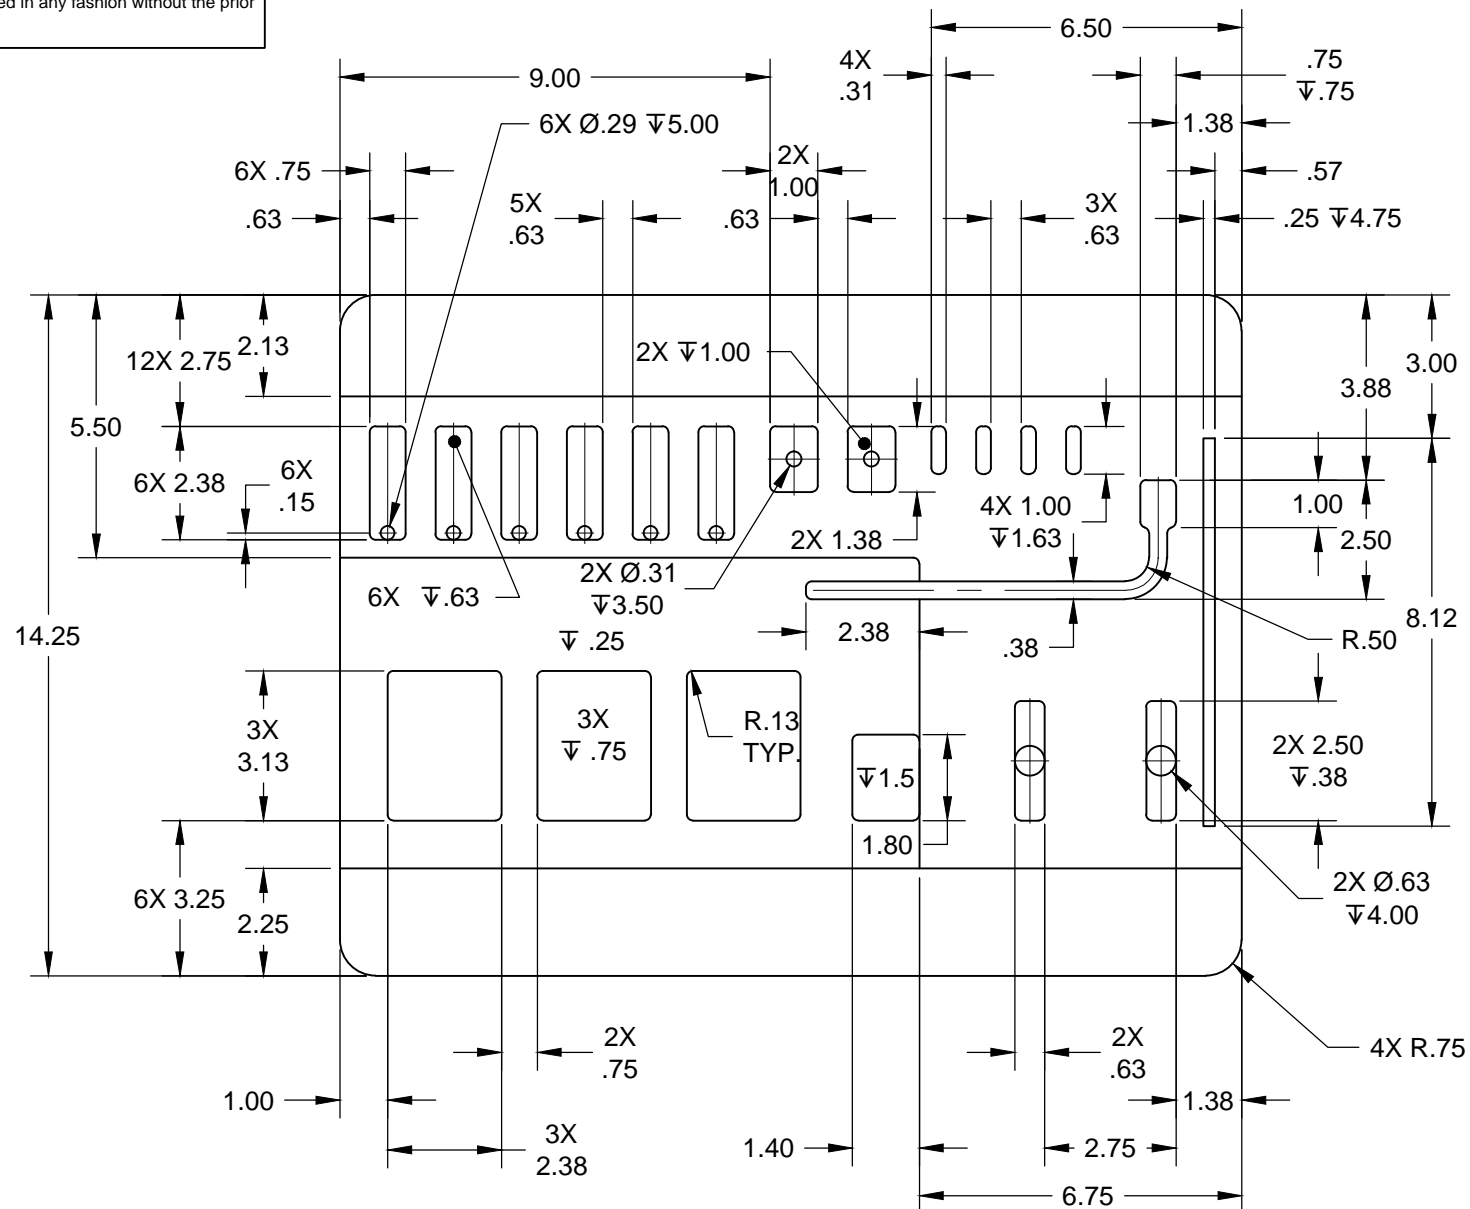 ed in any fashion without the prior
6.50
9.00
4X
.31
.75
↧.75
6X Ø.29 ↧5.00
1.38
6X .75
2X
1.00
.57
.63
5X
.63
.63
3X
.63
.25 ↧4.75
12X 2.75
2.13
2X ↧1.00
3.00
3.88
5.50
6X 2.38
6X
.15
4X 1.00
↧1.63
1.00
2X 1.38
2.50
6X ↧.63
2X Ø.31
↧3.50
↧ .25
14.25
2.38
.38
8.12
R.50
3X
3.13
3X
↧ .75
R.13
TYP.
↧1.5
2X 2.50
↧.38
1.80
6X 3.25
2.25
2X Ø.63
↧4.00
2X
.75
2X
.63
4X R.75
1.00
1.38
3X
2.38
1.40
2.75
6.75